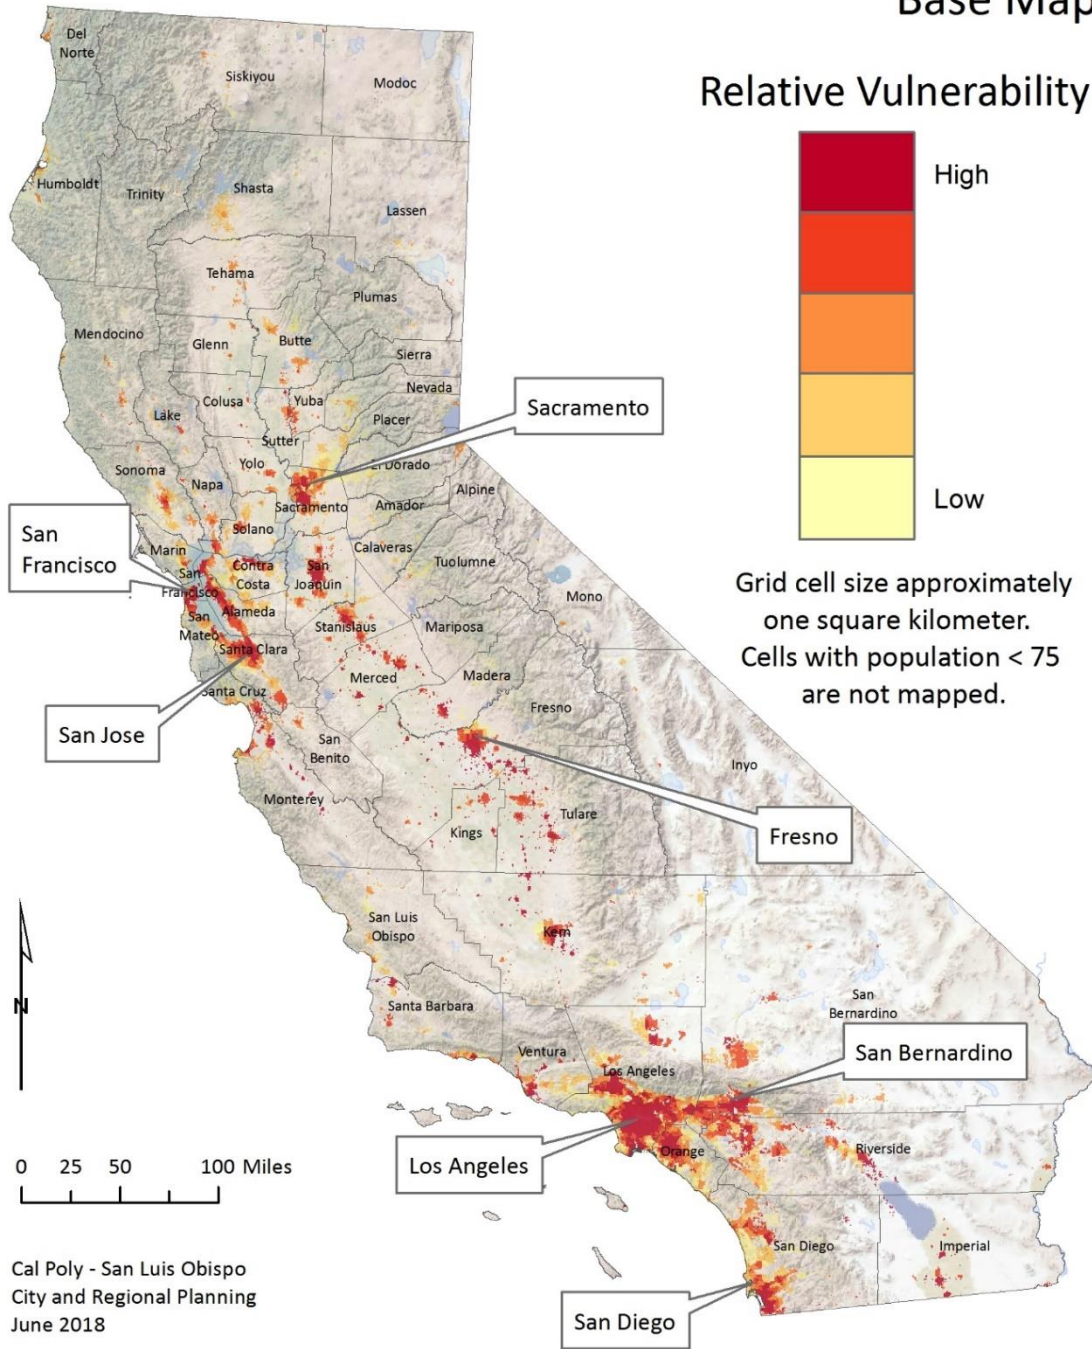 Base Map
Relative Vulnerability
High
Low
Grid cell size approximately
one square kilometer.
Cells with population < 75
are not mapped.
Del
Norte
Siskiyou
Modoc
Humboldt
Trinity
Shasta
Lassen
Tehama
Plumas
Mendocino
Glenn
Butte
Sierra
Nevada
Colusa
Yuba
Lake
Placer
Sutter
Sacramento
Sonoma
Yolo
El Dorado
Napa
Alpine
Sacramento
Amador
Solano
San
Francisco
Marin
Calaveras
Contra
Costa
San
Joaquin
Tuolumne
San
Francisco
Mono
Alameda
San
Mateo
Stanislaus
Mariposa
Santa Clara
Merced
Madera
Santa Cruz
Fresno
San Jose
San
Benito
Inyo
Monterey
Tulare
Kings
Fresno
San Luis
Obispo
Kern
N
Santa Barbara
San
Bernardino
Ventura
Los Angeles
San Bernardino
Los Angeles
Orange
Riverside
0 25 50 100 Miles
San Diego
Imperial
Cal Poly - San Luis Obispo
City and Regional Planning
June 2018
San Diego